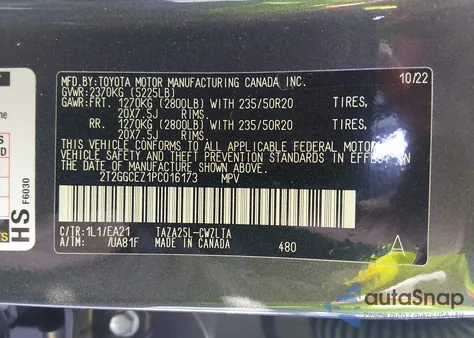 MFD.BY:TOYOTA MOTOR MANUFACTURING CANADA INC. 10/22
GVWR:2370KG (5225LB)
GAWR:FRT. 1270KG (2800LB) WITH 235/50R20 TIRES,
20X7.5J RIMS.
RR. 1270KG (2800LB) WITH 235/50R20 TIRES,
20X7.5J RIMS.
THIS VEHICLE CONFORMS TO ALL APPLICABLE FEDERAL MOTOR
VEHICLE SAFETY STANDARDS IN EFFECT ON
THE DATE OF MANUFACTURE SHOWN ABOVE.
2T2GGCEZ1PC016173 MPV
C/TR:1L1/EA21 TAZA25L-CWZLTA
A/TM: /UA81F MADE IN CANADA 480 A
HS F6030
autoSnap